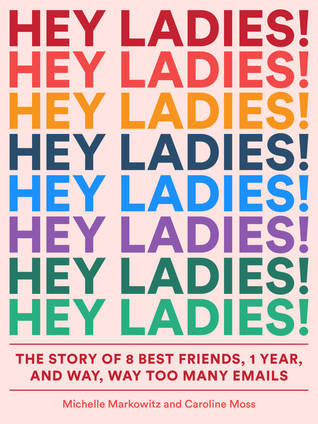 HEY LADIES!
HEY LADIES!
HEY LADIES!
HEY LADIES!
HEY LADIES!
HEY LADIES!
HEY LADIES!
HEY LADIES!
THE STORY OF 8 BEST FRIENDS, 1 YEAR,
AND WAY, WAY TOO MANY EMAILS
Michelle Markowitz and Caroline Moss